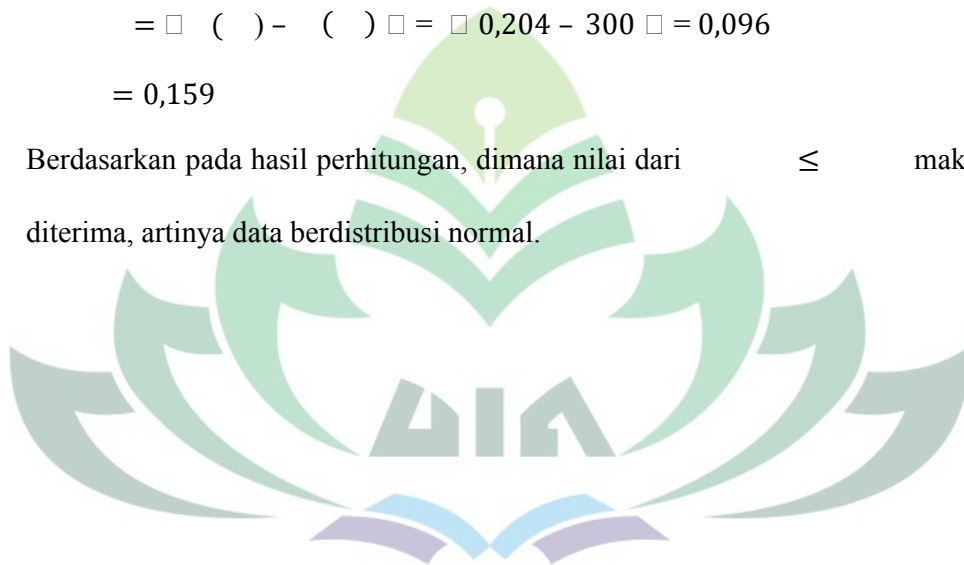 = □ ( ) – ( ) □ = □ 0,204 – 300 □ = 0,096
= 0,159
Berdasarkan pada hasil perhitungan, dimana nilai dari ≤ mak
diterima, artinya data berdistribusi normal.
UIN